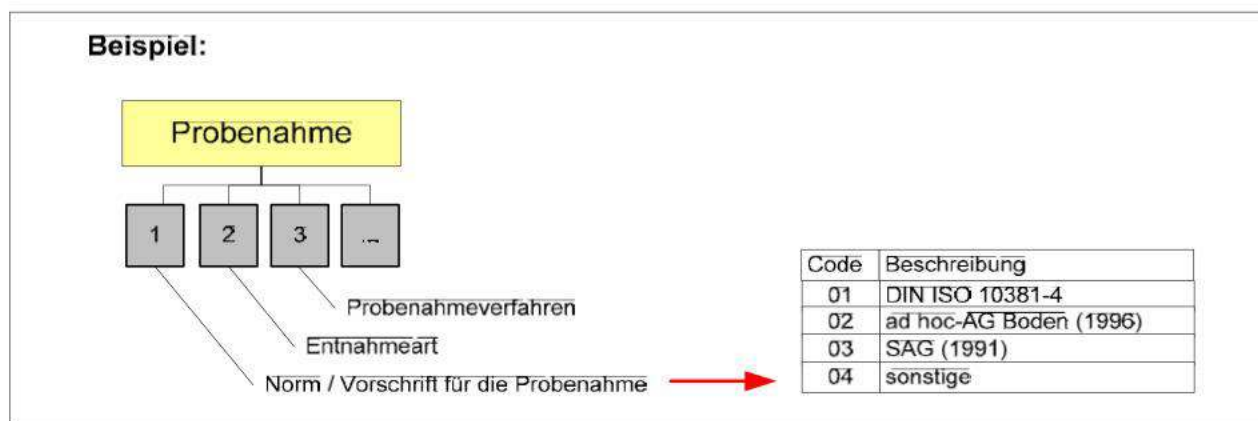 Beispiel:
Probenahme
1 2 3 ...
Probenahmeverfahren
Entnahmeart
Norm / Vorschrift für die Probenahme
Code Beschreibung
01 DIN ISO 10381-4
02 ad hoc-AG Boden (1996)
03 SAG (1991)
04 sonstige